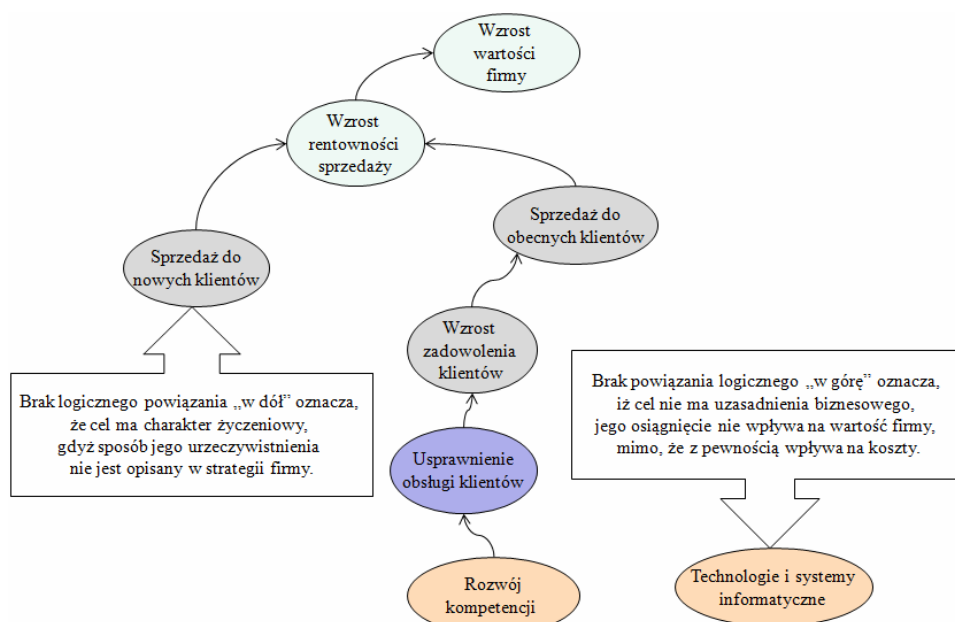 Wzrost
wartości
firmy
Wzrost
rentowności
sprzedaży
Sprzedaż do
obecnych klientów
Sprzedaż do
nowych klientów
Wzrost
zadowolenia
klientów
Brak logicznego powiązania „w dół” oznacza,
że cel ma charakter życzeniowy,
gdyż sposób jego urzeczywistnienia
nie jest opisany w strategii firmy.
Brak powiązania logicznego „w górę” oznacza,
iż cel nie ma uzasadnienia biznesowego,
jego osiągnięcie nie wpływa na wartość firmy,
mimo, że z pewnością wpływa na koszty.
Usprawnienie
obsługi klientów
Rozwój
kompetencji
Technologie i systemy
informatyczne